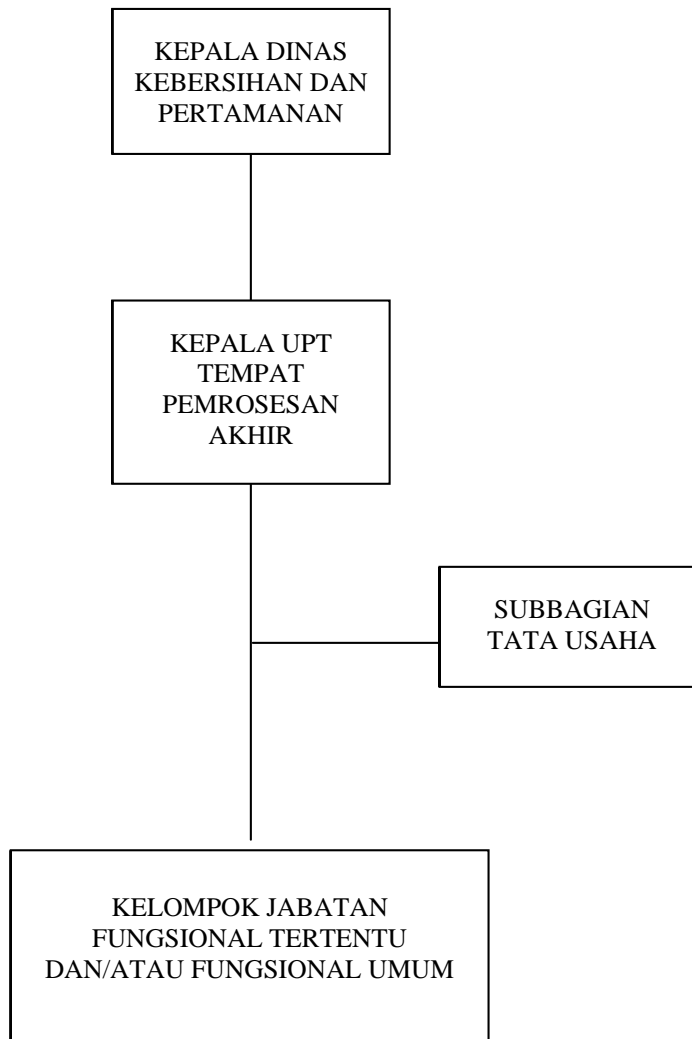 KEPALA DINAS
KEBERSIHAN DAN
PERTAMANAN
KEPALA UPT
TEMPAT
PEMROSESAN
AKHIR
SUBBAGIAN
TATA USAHA
KELOMPOK JABATAN
FUNGSIONAL TERTENTU
DAN/ATAU FUNGSIONAL UMUM